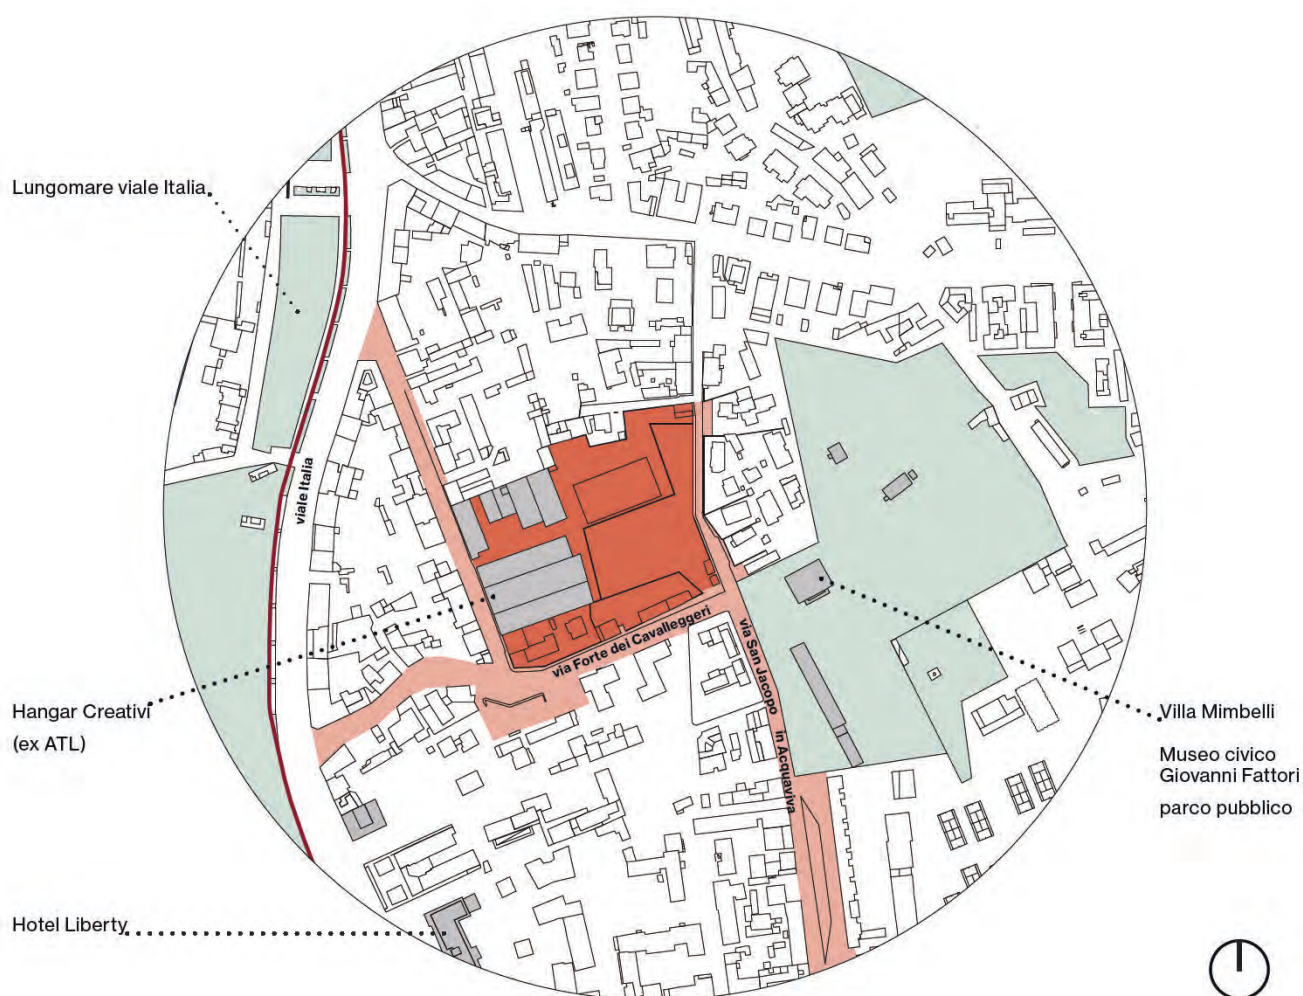 Lungomare viale Italia
viale Italia
via Forte dei Cavalleggeri
via San Jacopo in Acquaviva
Hangar Creativi
(ex ATL)
Villa Mimbelli
Museo civico
Giovanni Fattori
parco pubblico
Hotel Liberty